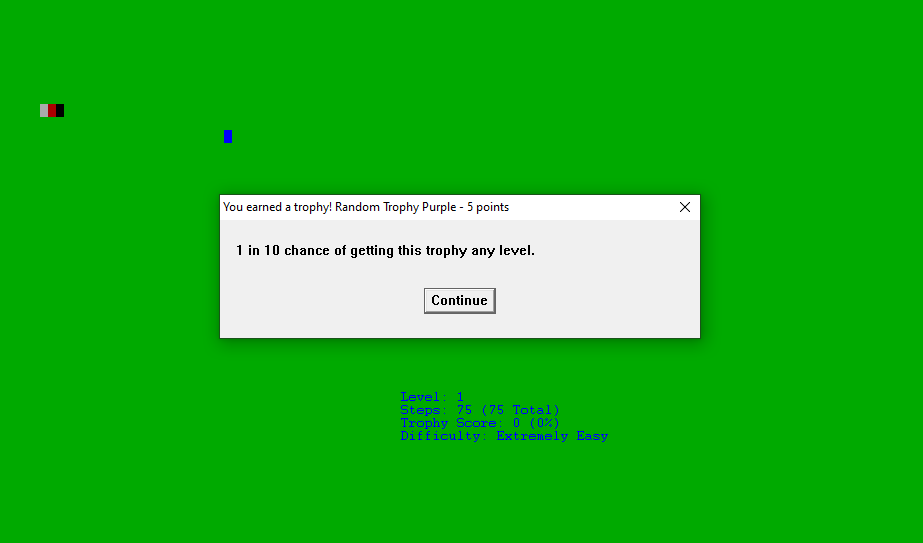 You earned a trophy! Random Trophy Purple - 5 points
1 in 10 chance of getting this trophy any level.
Continue
Level: 1
Steps: 75 (75 Total)
Trophy Score: 0 (0%)
Difficulty: Extremely Easy